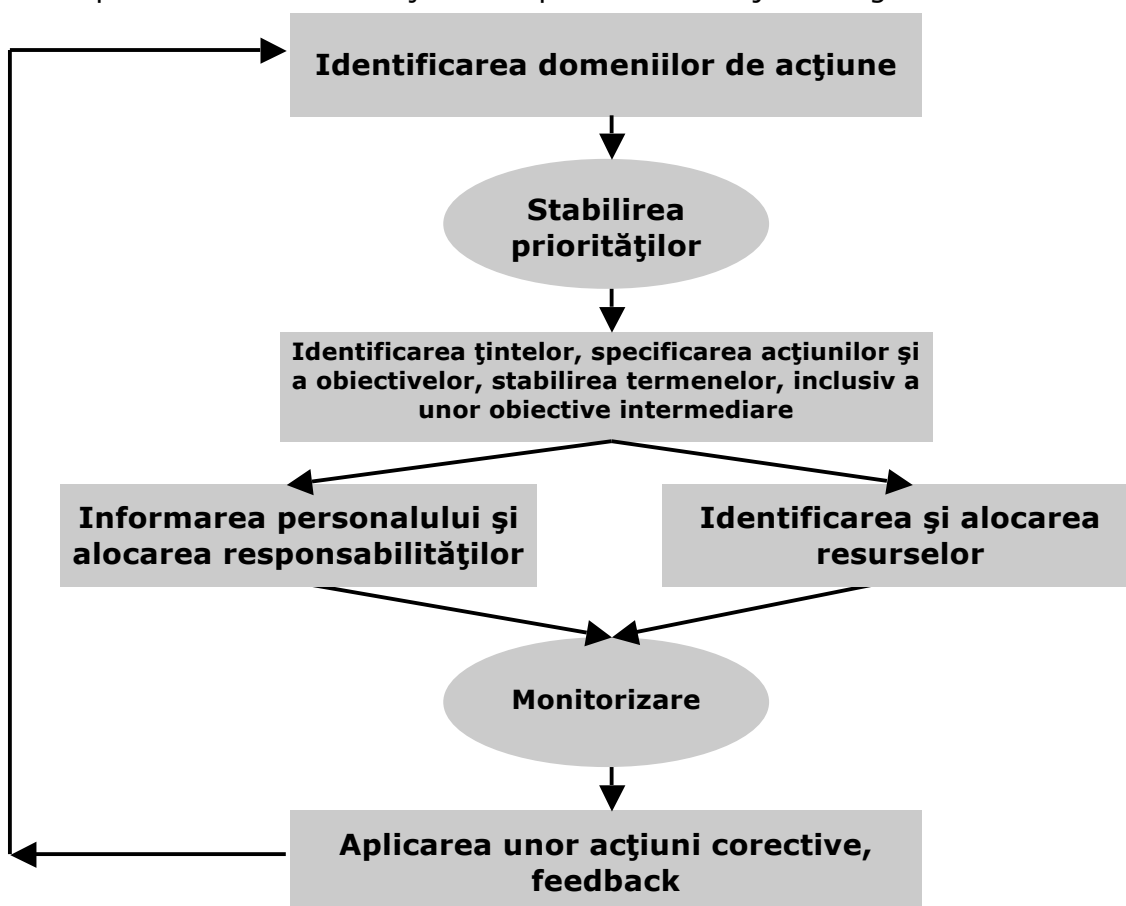 Identificarea domeniilor de acţiune
Stabilirea
priorităţilor
Identificarea ţintelor, specificarea acţiunilor şi
a obiectivelor, stabilirea termenelor, inclusiv a
unor obiective intermediare
Informarea personalului şi
alocarea responsabilităţilor
Identificarea şi alocarea
resurselor
Monitorizare
Aplicarea unor acţiuni corective,
feedback